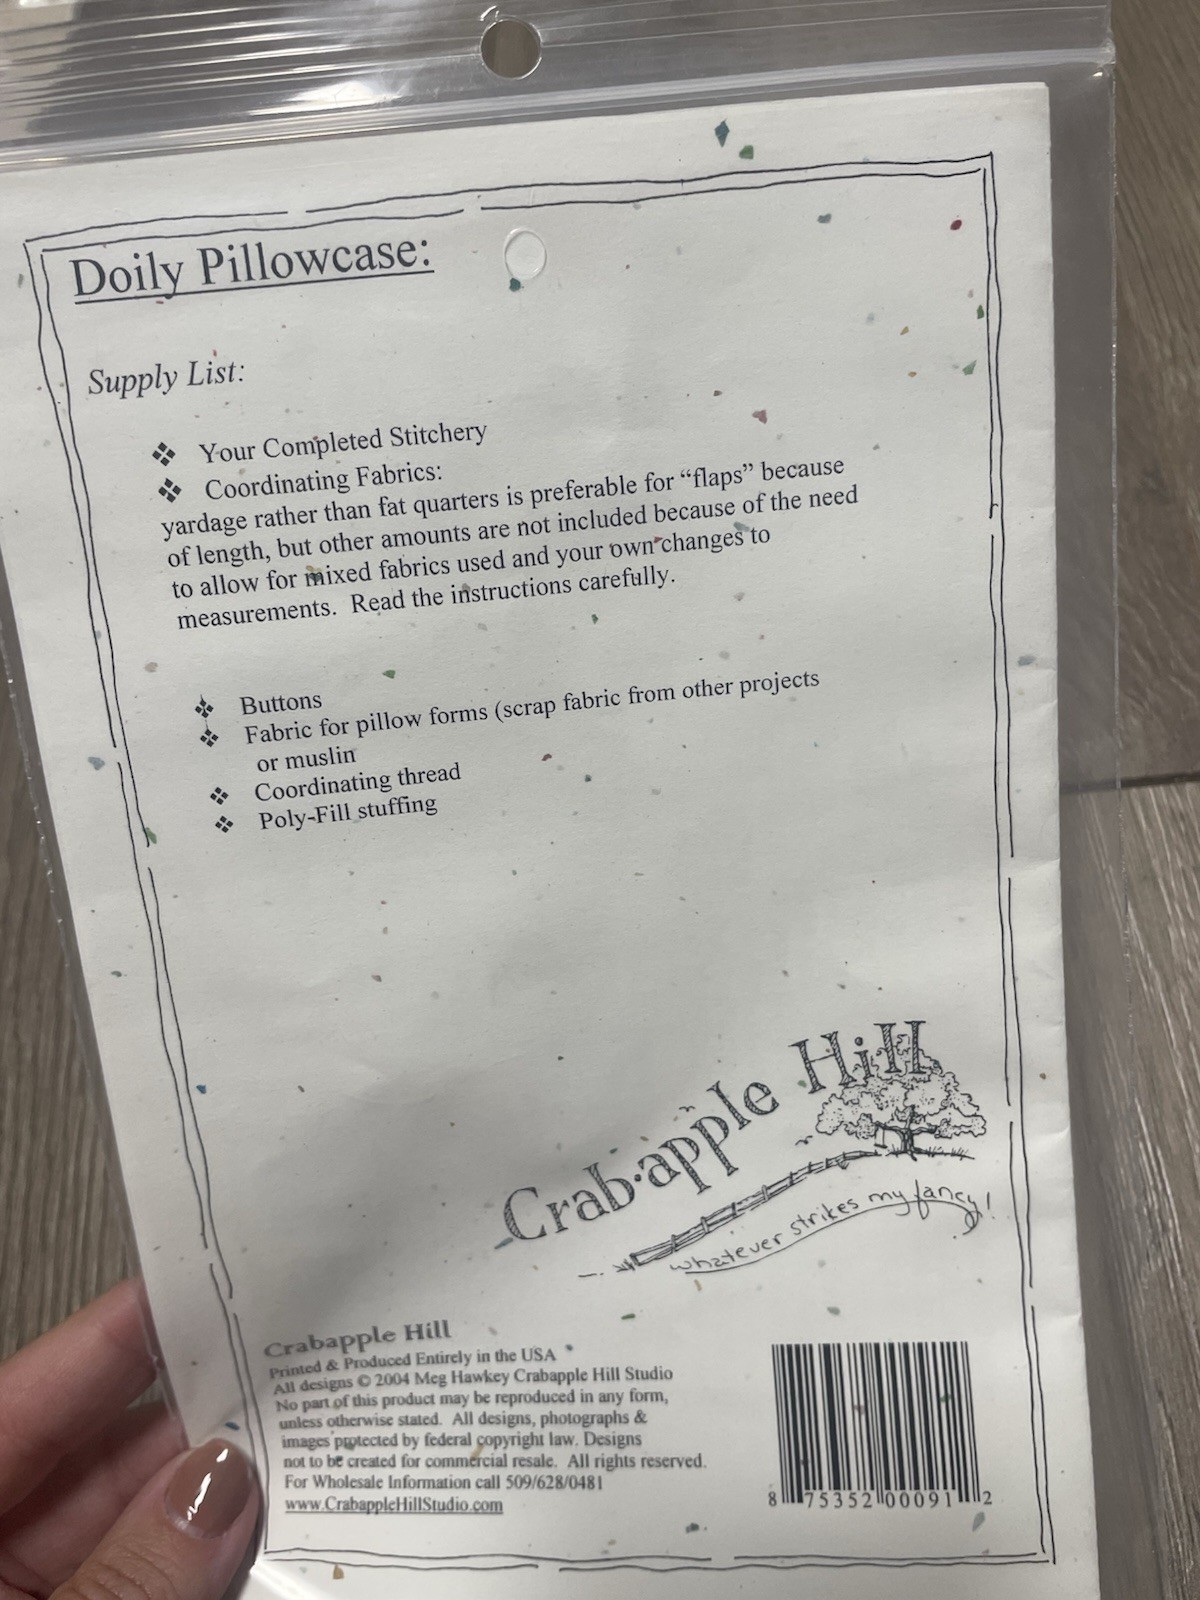 Doily Pillowcase:
Supply List:
❖ Your Completed Stitchery
❖ Coordinating Fabrics:
yardage rather than fat quarters is preferable for “flaps” because
of length, but other amounts are not included because of the need
to allow for mixed fabrics used and your own changes to
measurements. Read the instructions carefully.
❖ Buttons
❖ Fabric for pillow forms (scrap fabric from other projects
or muslin
❖ Coordinating thread
❖ Poly-Fill stuffing
Crab·apple Hill
whatever strikes my fancy!
Crabapple Hill
Printed & Produced Entirely in the USA
All designs © 2004 Meg Hawkey Crabapple Hill Studio
No part of this product may be reproduced in any form,
unless otherwise stated. All designs, photographs &
images protected by federal copyright law. Designs
not to be created for commercial resale. All rights reserved.
For Wholesale Information call 509/628/0481
www.CrabappleHillStudio.com
8 75352 00091 2